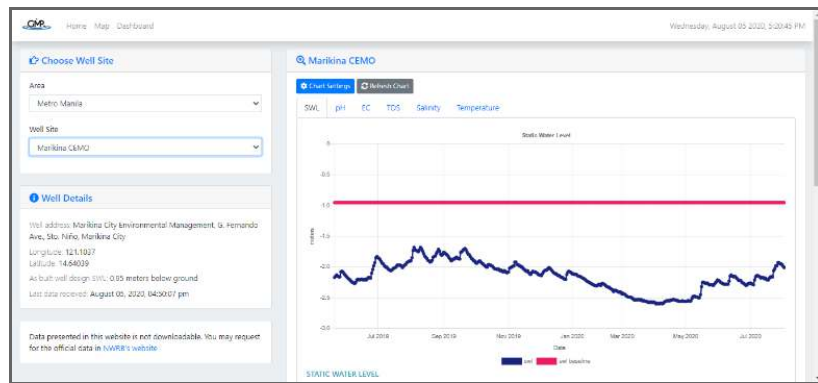 GMP
Home Map Dashboard
Wednesday, August 05 2020, 5:20:45 PM
Choose Well Site
Area
Metro Manila
Well Site
Marikina CEMO
Well Details
Well address: Marikina City Environmental Management, G. Fernando
Ave., Sto. Niño, Marikina City
Longitude: 121.1037
Latitude: 14.64039
As built well design SWL: 0.95 meters below ground
Last data recieved: August 05, 2020, 04:50:07 pm
Data presented in this website is not downloadable. You may request
for the official data in NWRB's website
Marikina CEMO
Chart Settings Refresh Chart
SWL pH EC TDS Salinity Temperature
Static Water Level
0
-0.5
-1.0
-1.5
-2.0
-2.5
-3.0
meters
Jul 2019 Sep 2019 Nov 2019 Jan 2020 Mar 2020 May 2020 Jul 2020
Date
swl swl baseline
STATIC WATER LEVEL